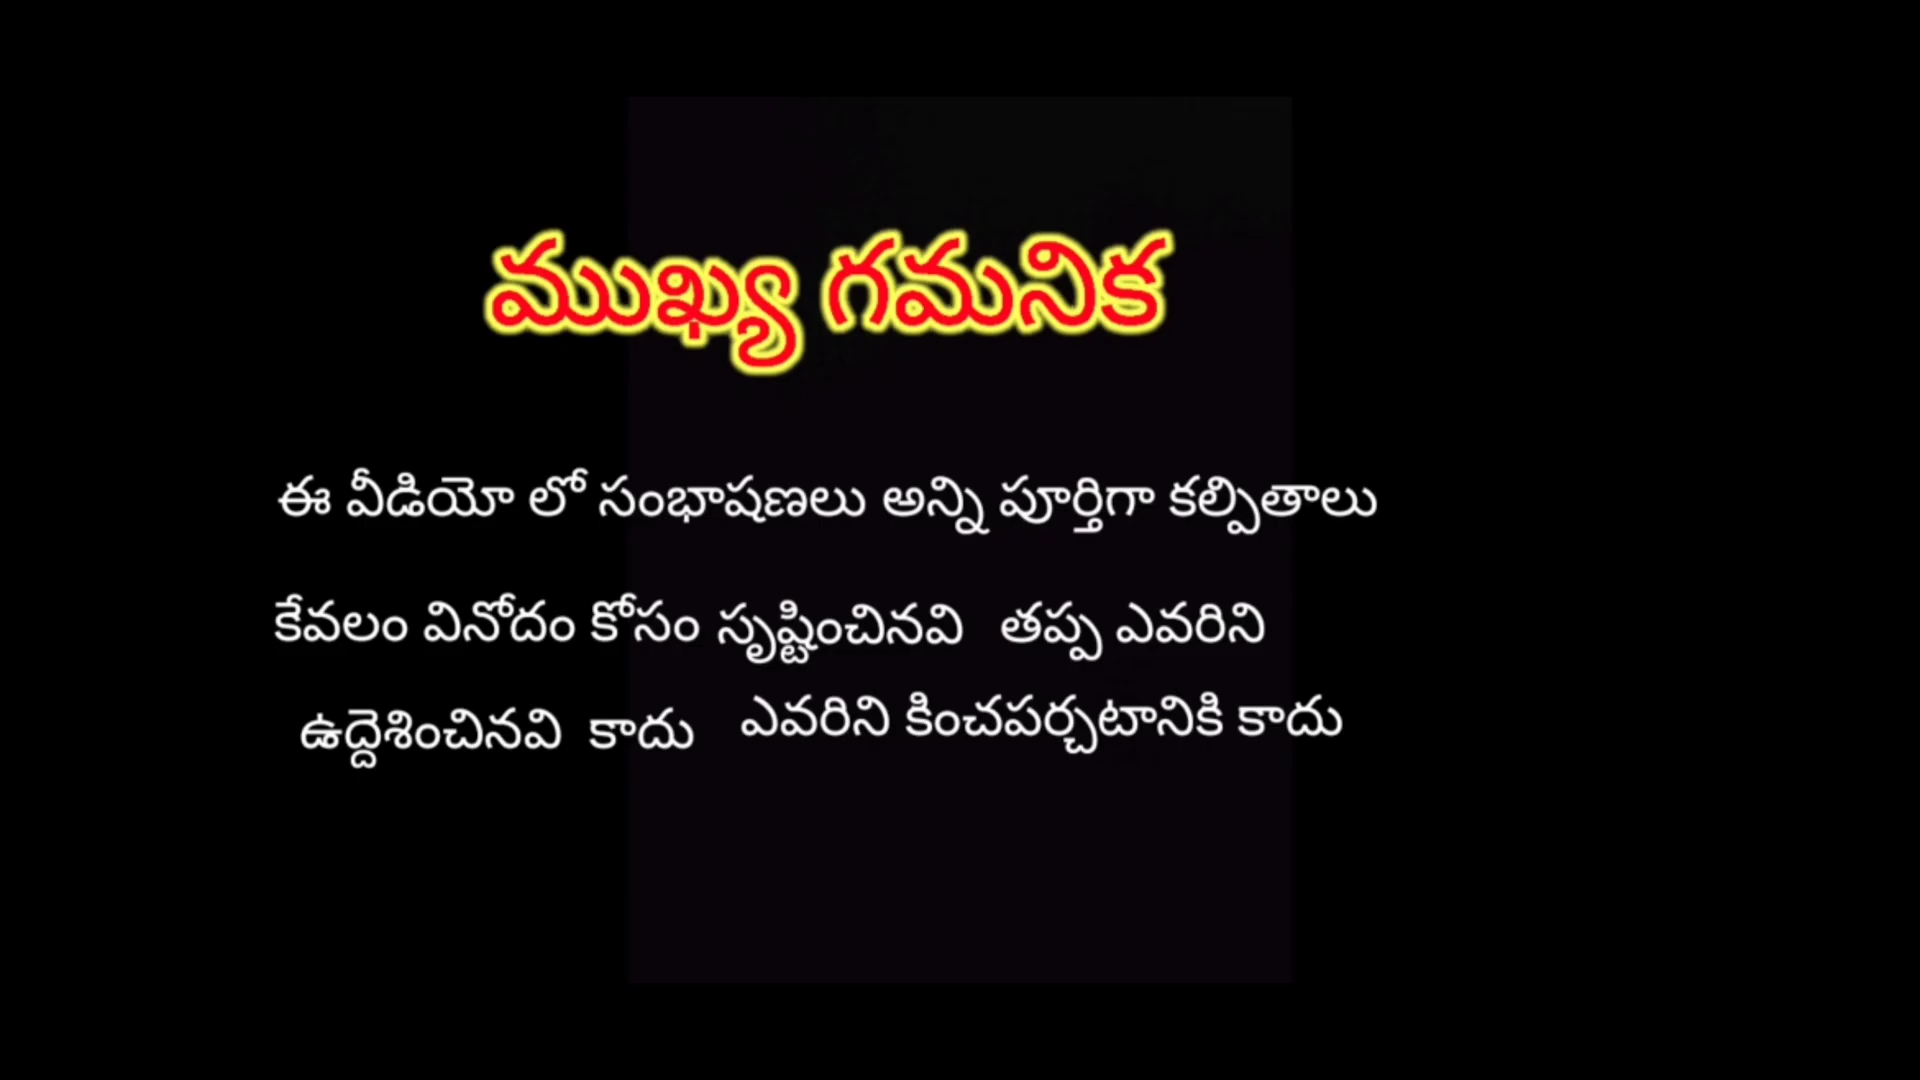 ముఖ్య గమనిక
ఈ వీడియో లో సంభాషణలు అన్ని పూర్తిగా కల్పితాలు
కేవలం వినోదం కోసం సృష్టించినవి తప్ప ఎవరిని
ఉద్దెశించినవి కాదు ఎవరిని కించపర్చటానికి కాదు